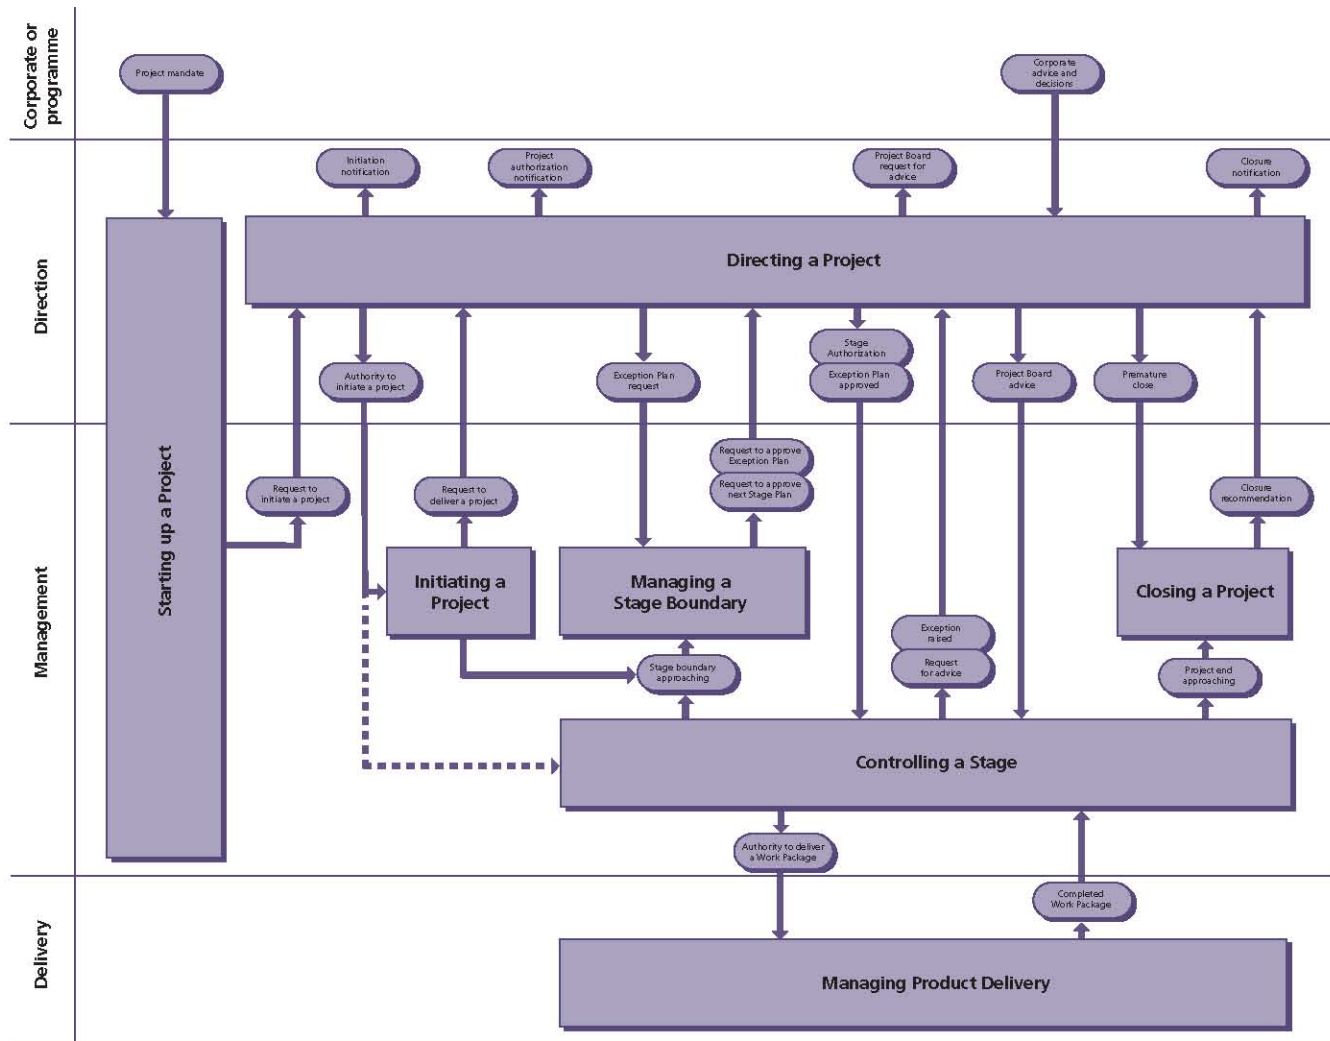 Corporate or
programme
Project mandate
Corporate
advice and
decisions
Direction
Initiation
notification
Project
authorization
notification
Project Board
request for
advice
Closure
notification
Directing a Project
Authority to
initiate a project
Exception Plan
request
Stage
Authorization
Exception Plan
approved
Project Board
advice
Premature
close
Management
Starting up a Project
Request to
initiate a project
Request to
deliver a project
Request to approve
Exception Plan
Request to approve
next Stage Plan
Closure
recommendation
Initiating a
Project
Managing a
Stage Boundary
Closing a Project
Exception
raised
Request
for advice
Stage boundary
approaching
Project end
approaching
Controlling a Stage
Authority to deliver
a Work Package
Delivery
Completed
Work Package
Managing Product Delivery